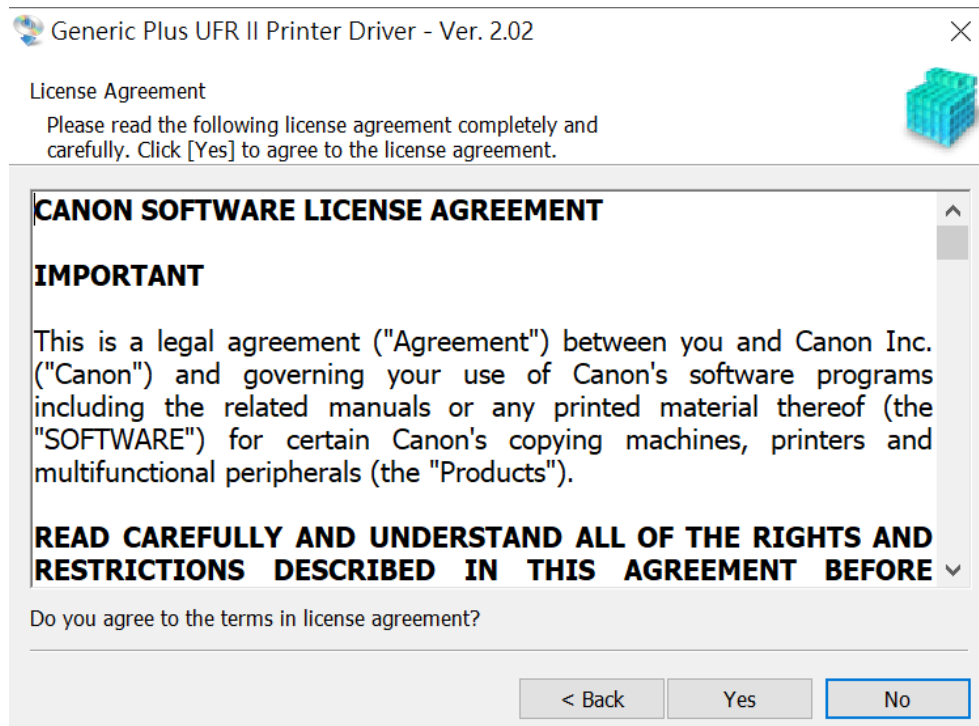 Generic Plus UFR II Printer Driver - Ver. 2.02
License Agreement
Please read the following license agreement completely and
carefully. Click [Yes] to agree to the license agreement.
CANON SOFTWARE LICENSE AGREEMENT
IMPORTANT
This is a legal agreement ("Agreement") between you and Canon Inc.
("Canon") and governing your use of Canon's software programs
including the related manuals or any printed material thereof (the
"SOFTWARE") for certain Canon's copying machines, printers and
multifunctional peripherals (the "Products").
READ CAREFULLY AND UNDERSTAND ALL OF THE RIGHTS AND
RESTRICTIONS DESCRIBED IN THIS AGREEMENT BEFORE
Do you agree to the terms in license agreement?
< Back Yes No